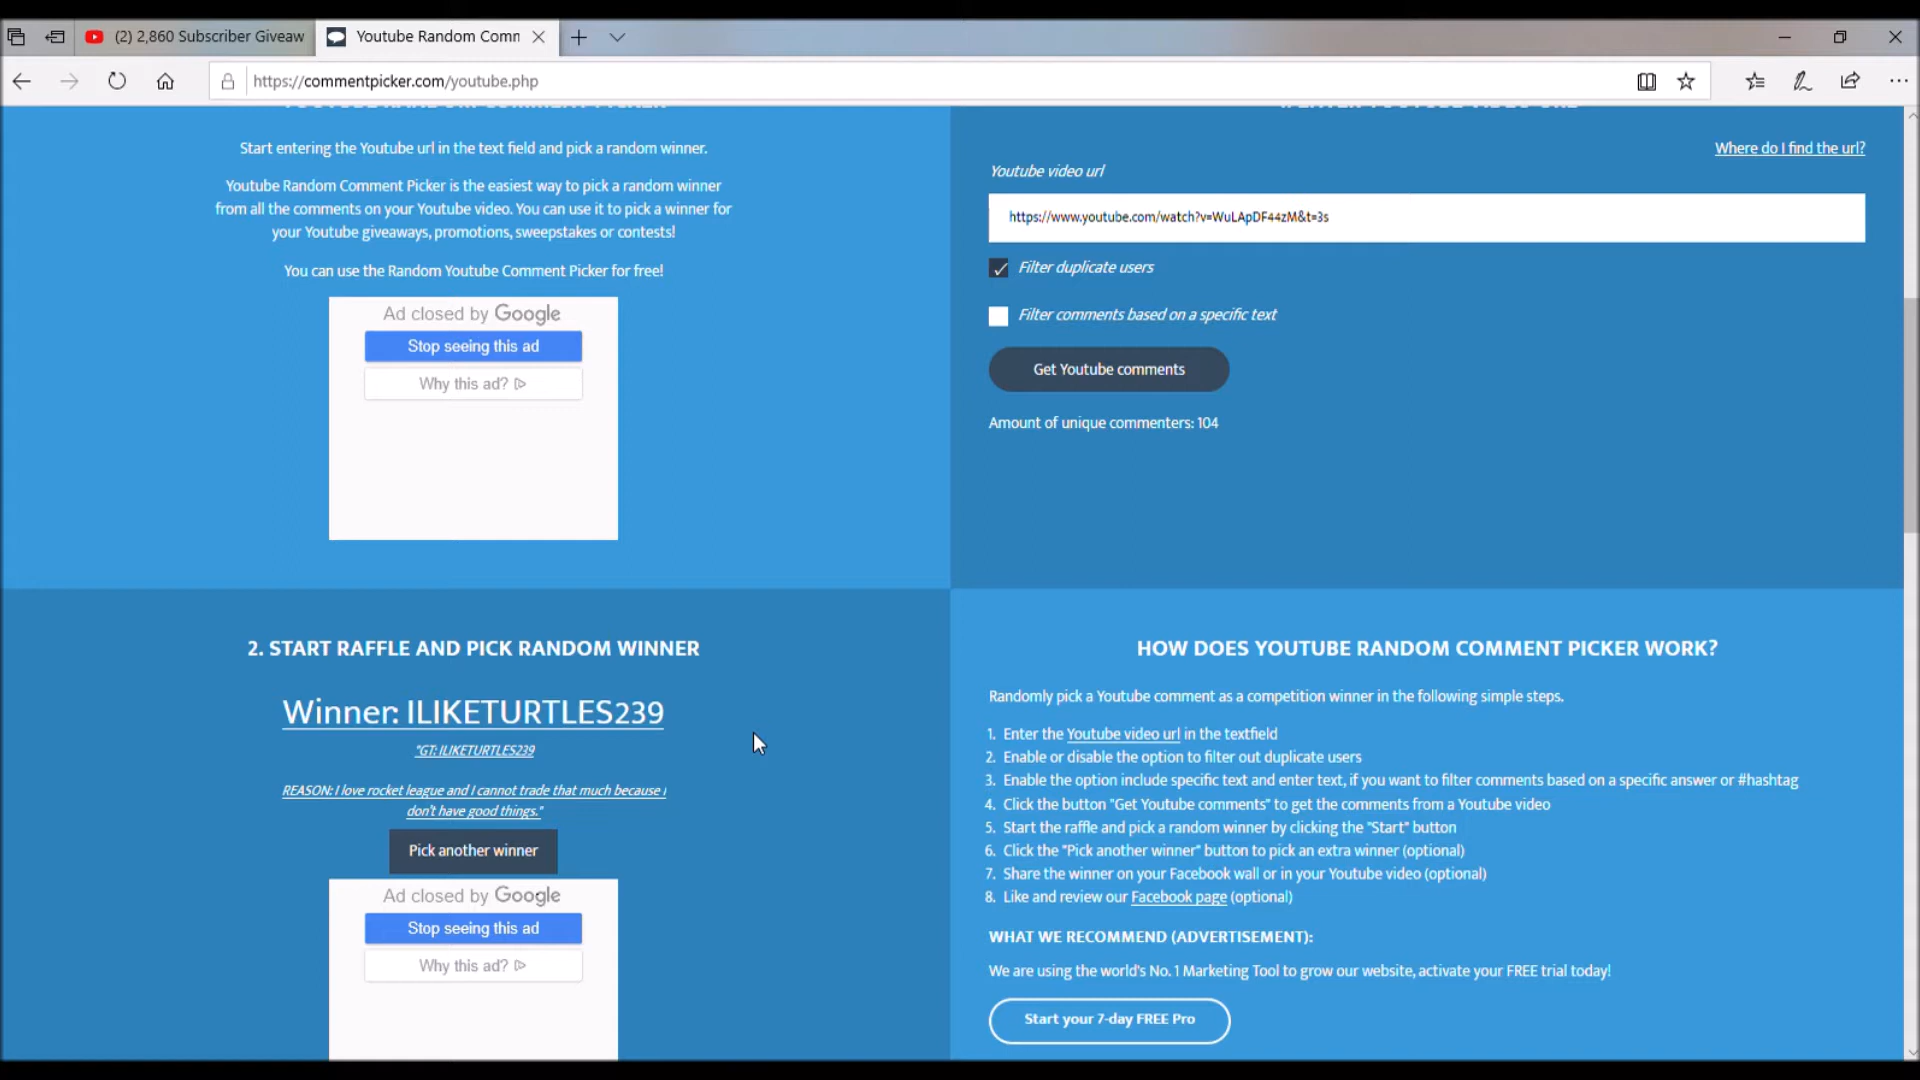 (2) 2,860 Subscriber Giveaw
Youtube Random Comn
https://commentpicker.com/youtube.php
YOUTUBE RANDOM COMMENT PICKER
1. ENTER YOUTUBE VIDEO URL
Start entering the Youtube url in the text field and pick a random winner.
Youtube Random Comment Picker is the easiest way to pick a random winner
from all the comments on your Youtube video. You can use it to pick a winner for
your Youtube giveaways, promotions, sweepstakes or contests!
You can use the Random Youtube Comment Picker for free!
Ad closed by Google
Stop seeing this ad
Why this ad?
Where do I find the url?
Youtube video url
https://www.youtube.com/watch?v=WuLApDF44zM&t=3s
Filter duplicate users
Filter comments based on a specific text
Get Youtube comments
Amount of unique commenters: 104
2. START RAFFLE AND PICK RANDOM WINNER
Winner: ILIKETURTLES239
"GT: ILIKETURTLES239
REASON: I love rocket league and I cannot trade that much because i
don't have good things."
Pick another winner
Ad closed by Google
Stop seeing this ad
Why this ad?
HOW DOES YOUTUBE RANDOM COMMENT PICKER WORK?
Randomly pick a Youtube comment as a competition winner in the following simple steps.
1. Enter the Youtube video url in the textfield
2. Enable or disable the option to filter out duplicate users
3. Enable the option include specific text and enter text, if you want to filter comments based on a specific answer or #hashtag
4. Click the button "Get Youtube comments" to get the comments from a Youtube video
5. Start the raffle and pick a random winner by clicking the "Start" button
6. Click the "Pick another winner" button to pick an extra winner (optional)
7. Share the winner on your Facebook wall or in your Youtube video (optional)
8. Like and review our Facebook page (optional)
WHAT WE RECOMMEND (ADVERTISEMENT):
We are using the world's No. 1 Marketing Tool to grow our website, activate your FREE trial today!
Start your 7-day FREE Pro